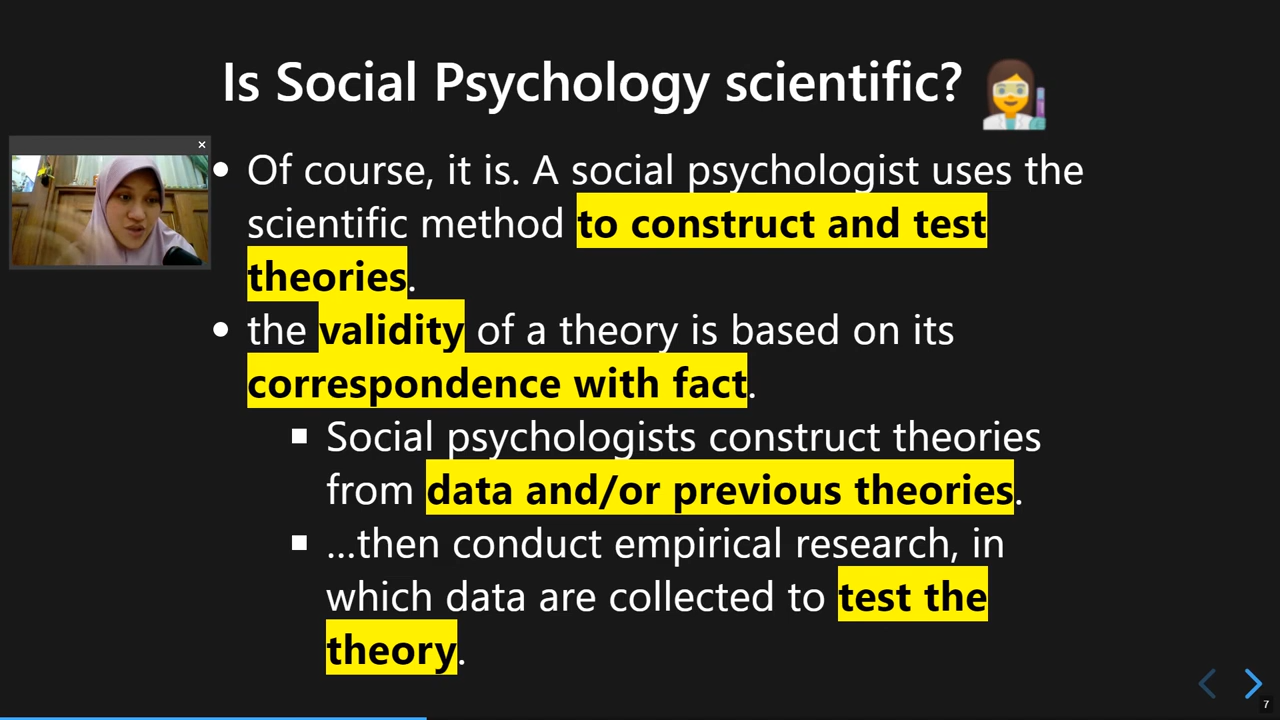 Is Social Psychology scientific?
Of course, it is. A social psychologist uses the
scientific method to construct and test
theories.
the validity of a theory is based on its
correspondence with fact.
Social psychologists construct theories
from data and/or previous theories.
...then conduct empirical research, in
which data are collected to test the
theory.
7